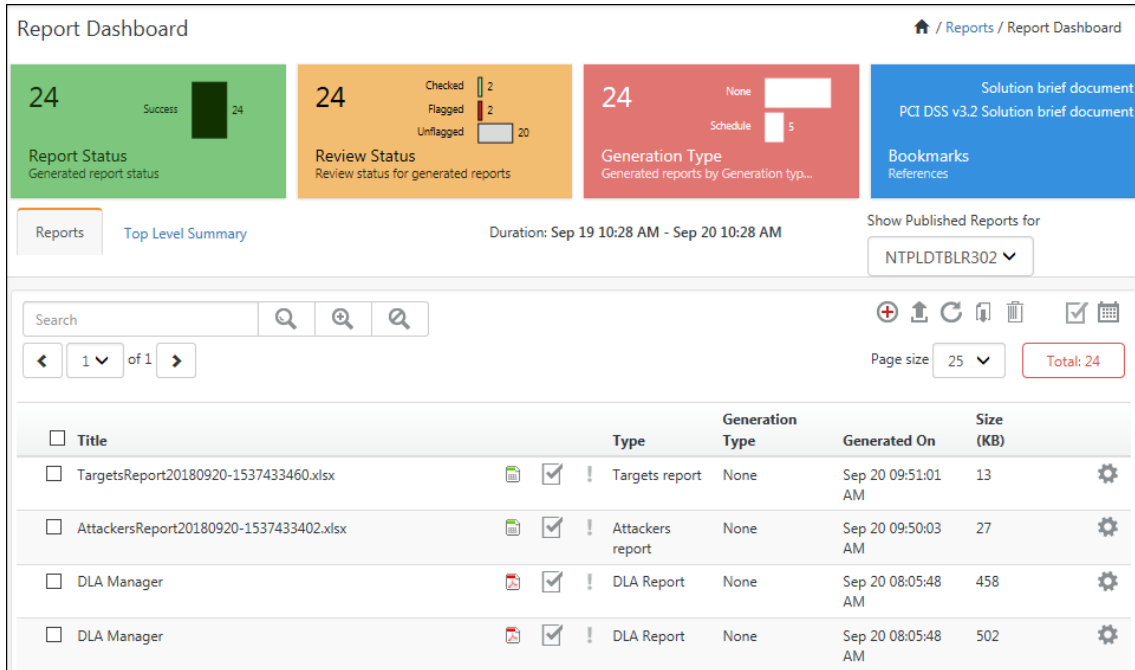 Report Dashboard
/ Reports / Report Dashboard
24
Success 24
Report Status
Generated report status
24
Checked 2
Flagged 2
Unflagged 20
Review Status
Review status for generated reports
24
None
Schedule 5
Generation Type
Generated reports by Generation typ...
Solution brief document
PCI DSS v3.2 Solution brief document
Bookmarks
References
Reports
Top Level Summary
Duration: Sep 19 10:28 AM - Sep 20 10:28 AM
Show Published Reports for
NTPLDTBLR302
Search
1 of 1
Page size 25
Total: 24
Title Type Generation Type Generated On Size (KB)
TargetsReport20180920-1537433460.xlsx Targets report None Sep 20 09:51:01 AM 13
AttackersReport20180920-1537433402.xlsx Attackers report None Sep 20 09:50:03 AM 27
DLA Manager DLA Report None Sep 20 08:05:48 AM 458
DLA Manager DLA Report None Sep 20 08:05:48 AM 502